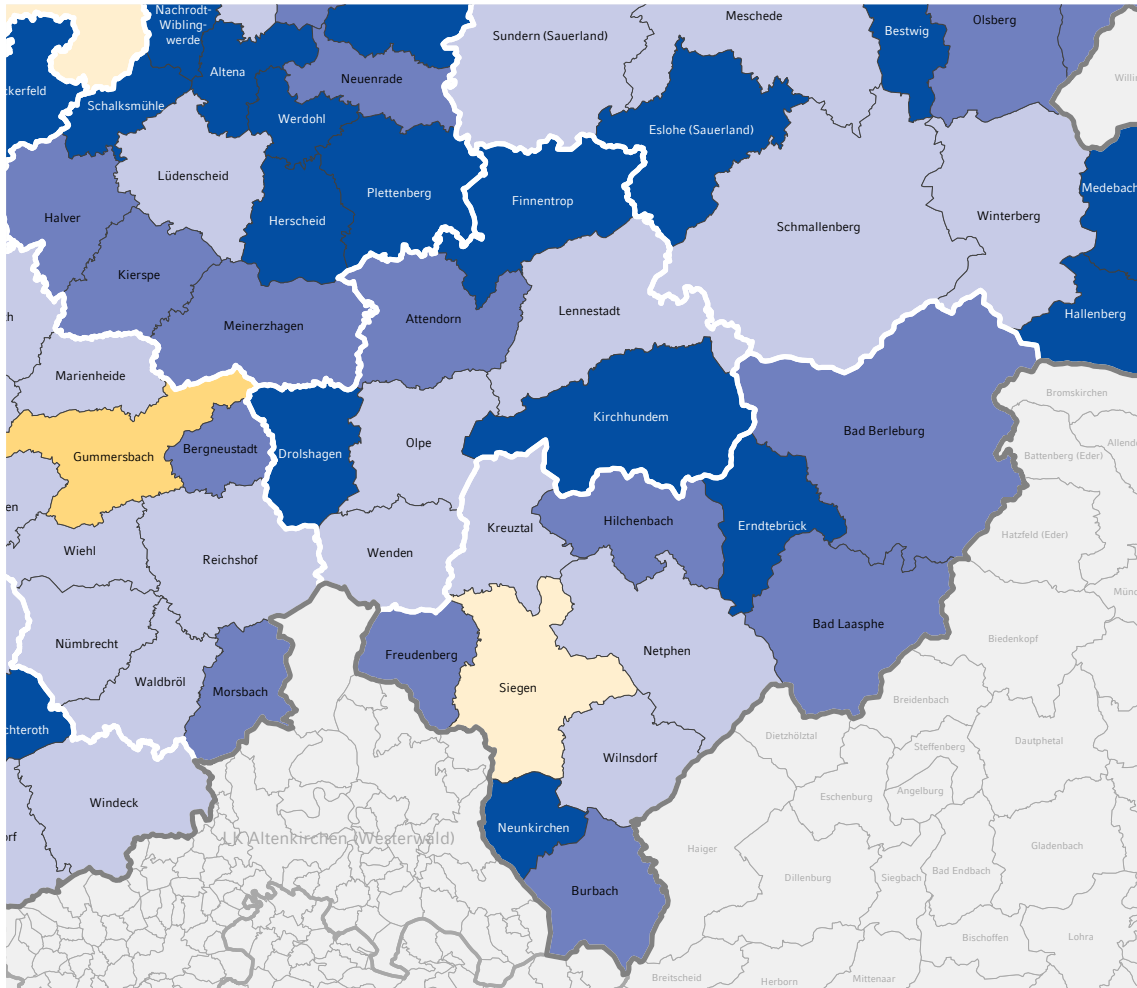 Nachrodt-
Wibling-
werde
Meschede
Olsberg
Sundern (Sauerland)
Bestwig
Altena
Neuenrade
ckerfeld
Schalksmühle
Willin
Werdohl
Eslohe (Sauerland)
Lüdenscheid
Plettenberg
Finnentrop
Medebach
Halver
Herscheid
Schmallenberg
Winterberg
Kierspe
Lennestadt
Hallenberg
h
Meinerzhagen
Attendorn
Marienheide
Bromskirchen
Kirchhundem
Bad Berleburg
Olpe
Allend
Gummersbach
Bergneustadt
Drolshagen
Battenberg (Eder)
en
Hilchenbach
Erndtebrück
Kreuztal
Hatzfeld (Eder)
Wiehl
Reichshof
Wenden
Münc
Bad Laasphe
Nümbrecht
Biedenkopf
Netphen
Freudenberg
Waldbröl
Siegen
Morsbach
Breidenbach
chteroth
Dietzhölztal
Dautphetal
Steffenberg
Wilnsdorf
Angelburg
Eschenburg
Windeck
Neunkirchen
orf
LK Altenkirchen (Westerwald)
Gladenbach
Haiger
Bad Endbach
Dillenburg
Siegbach
Burbach
Bischoffen
Lohra
Breitscheid
Herborn
Mittenaar